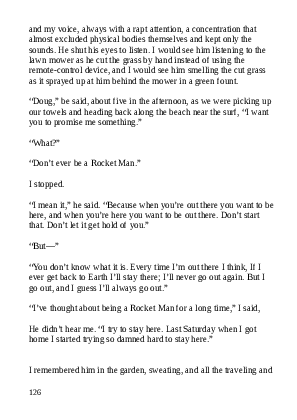 and my voice, always with a rapt attention, a concentration that
almost excluded physical bodies themselves and kept only the
sounds. He shut his eyes to listen. I would see him listening to the
lawn mower as he cut the grass by hand instead of using the
remote-control device, and I would see him smelling the cut grass
as it sprayed up at him behind the mower in a green fount.
“Doug,” he said, about five in the afternoon, as we were picking up
our towels and heading back along the beach near the surf, “I want
you to promise me something.”
“What?”
“Don’t ever be a Rocket Man.”
I stopped.
“I mean it,” he said. “Because when you’re out there you want to be
here, and when you’re here you want to be out there. Don’t start
that. Don’t let it get hold of you.”
“But—”
“You don’t know what it is. Every time I’m out there I think, If I
ever get back to Earth I’ll stay there; I’ll never go out again. But I
go out, and I guess I’ll always go out.”
“I’ve thought about being a Rocket Man for a long time,” I said,
He didn’t hear me. “I try to stay here. Last Saturday when I got
home I started trying so damned hard to stay here.”
I remembered him in the garden, sweating, and all the traveling and
126